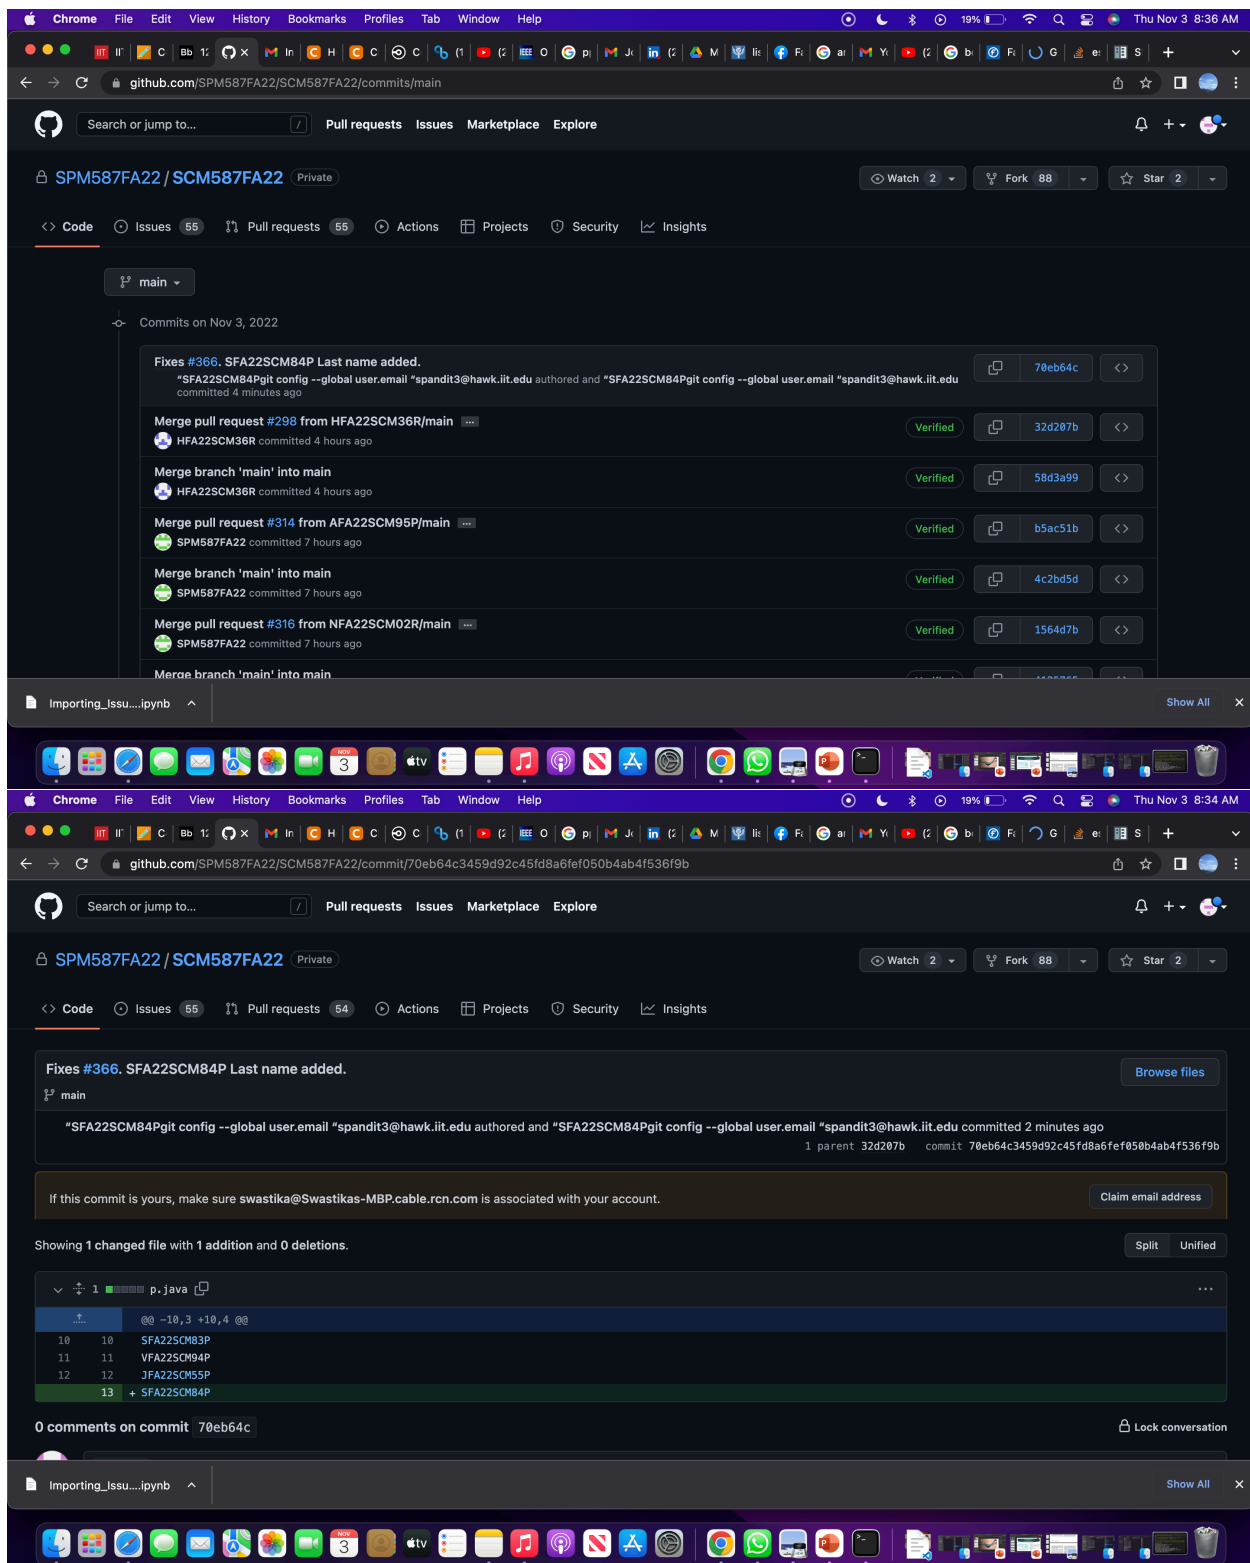 Chrome File Edit View History Bookmarks Profiles Tab Window Help 19% Thu Nov 3 8:36 AM
github.com/SPM587FA22/SCM587FA22/commits/main
Search or jump to... / Pull requests Issues Marketplace Explore
SPM587FA22 / SCM587FA22 Private Watch 2 Fork 88 Star 2
<> Code Issues 55 Pull requests 55 Actions Projects Security Insights
main
Commits on Nov 3, 2022
Fixes #366. SFA22SCM84P Last name added. 70eb64c <>
“SFA22SCM84Pgit config --global user.email “spandit3@hawk.iit.edu authored and “SFA22SCM84Pgit config --global user.email “spandit3@hawk.iit.edu
committed 4 minutes ago
Merge pull request #298 from HFA22SCM36R/main ... Verified 32d207b <>
HFA22SCM36R committed 4 hours ago
Merge branch 'main' into main Verified 58d3a99 <>
HFA22SCM36R committed 4 hours ago
Merge pull request #314 from AFA22SCM95P/main ... Verified b5ac51b <>
SPM587FA22 committed 7 hours ago
Merge branch 'main' into main Verified 4c2bd5d <>
SPM587FA22 committed 7 hours ago
Merge pull request #316 from NFA22SCM02R/main ... Verified 1564d7b <>
SPM587FA22 committed 7 hours ago
Merge branch 'main' into main
Importing_Issu....ipynb Show All
NOV
3 tv
Chrome File Edit View History Bookmarks Profiles Tab Window Help 19% Thu Nov 3 8:34 AM
github.com/SPM587FA22/SCM587FA22/commit/70eb64c3459d92c45fd8a6fef050b4ab4f536f9b
Search or jump to... / Pull requests Issues Marketplace Explore
SPM587FA22 / SCM587FA22 Private Watch 2 Fork 88 Star 2
<> Code Issues 55 Pull requests 54 Actions Projects Security Insights
Fixes #366. SFA22SCM84P Last name added. Browse files
main
“SFA22SCM84Pgit config --global user.email “spandit3@hawk.iit.edu authored and “SFA22SCM84Pgit config --global user.email “spandit3@hawk.iit.edu committed 2 minutes ago
1 parent 32d207b commit 70eb64c3459d92c45fd8a6fef050b4ab4f536f9b
If this commit is yours, make sure swastika@Swastikas-MBP.cable.rcn.com is associated with your account. Claim email address
Showing 1 changed file with 1 addition and 0 deletions. Split Unified
1 p.java ...
@@ -10,3 +10,4 @@
10 10 SFA22SCM83P
11 11 VFA22SCM94P
12 12 JFA22SCM55P
13 + SFA22SCM84P
0 comments on commit 70eb64c Lock conversation
Importing_Issu....ipynb Show All
NOV
3 tv